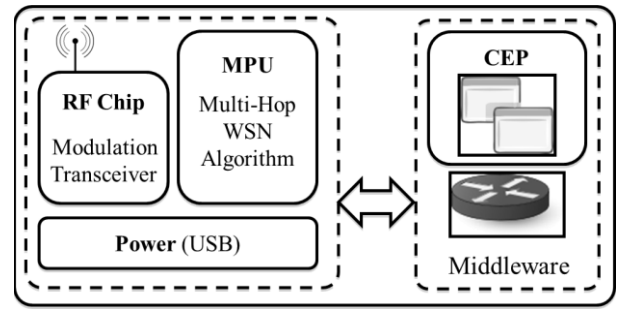 RF Chip
Modulation
Transceiver
MPU
Multi-Hop
WSN
Algorithm
Power (USB)
CEP
Middleware